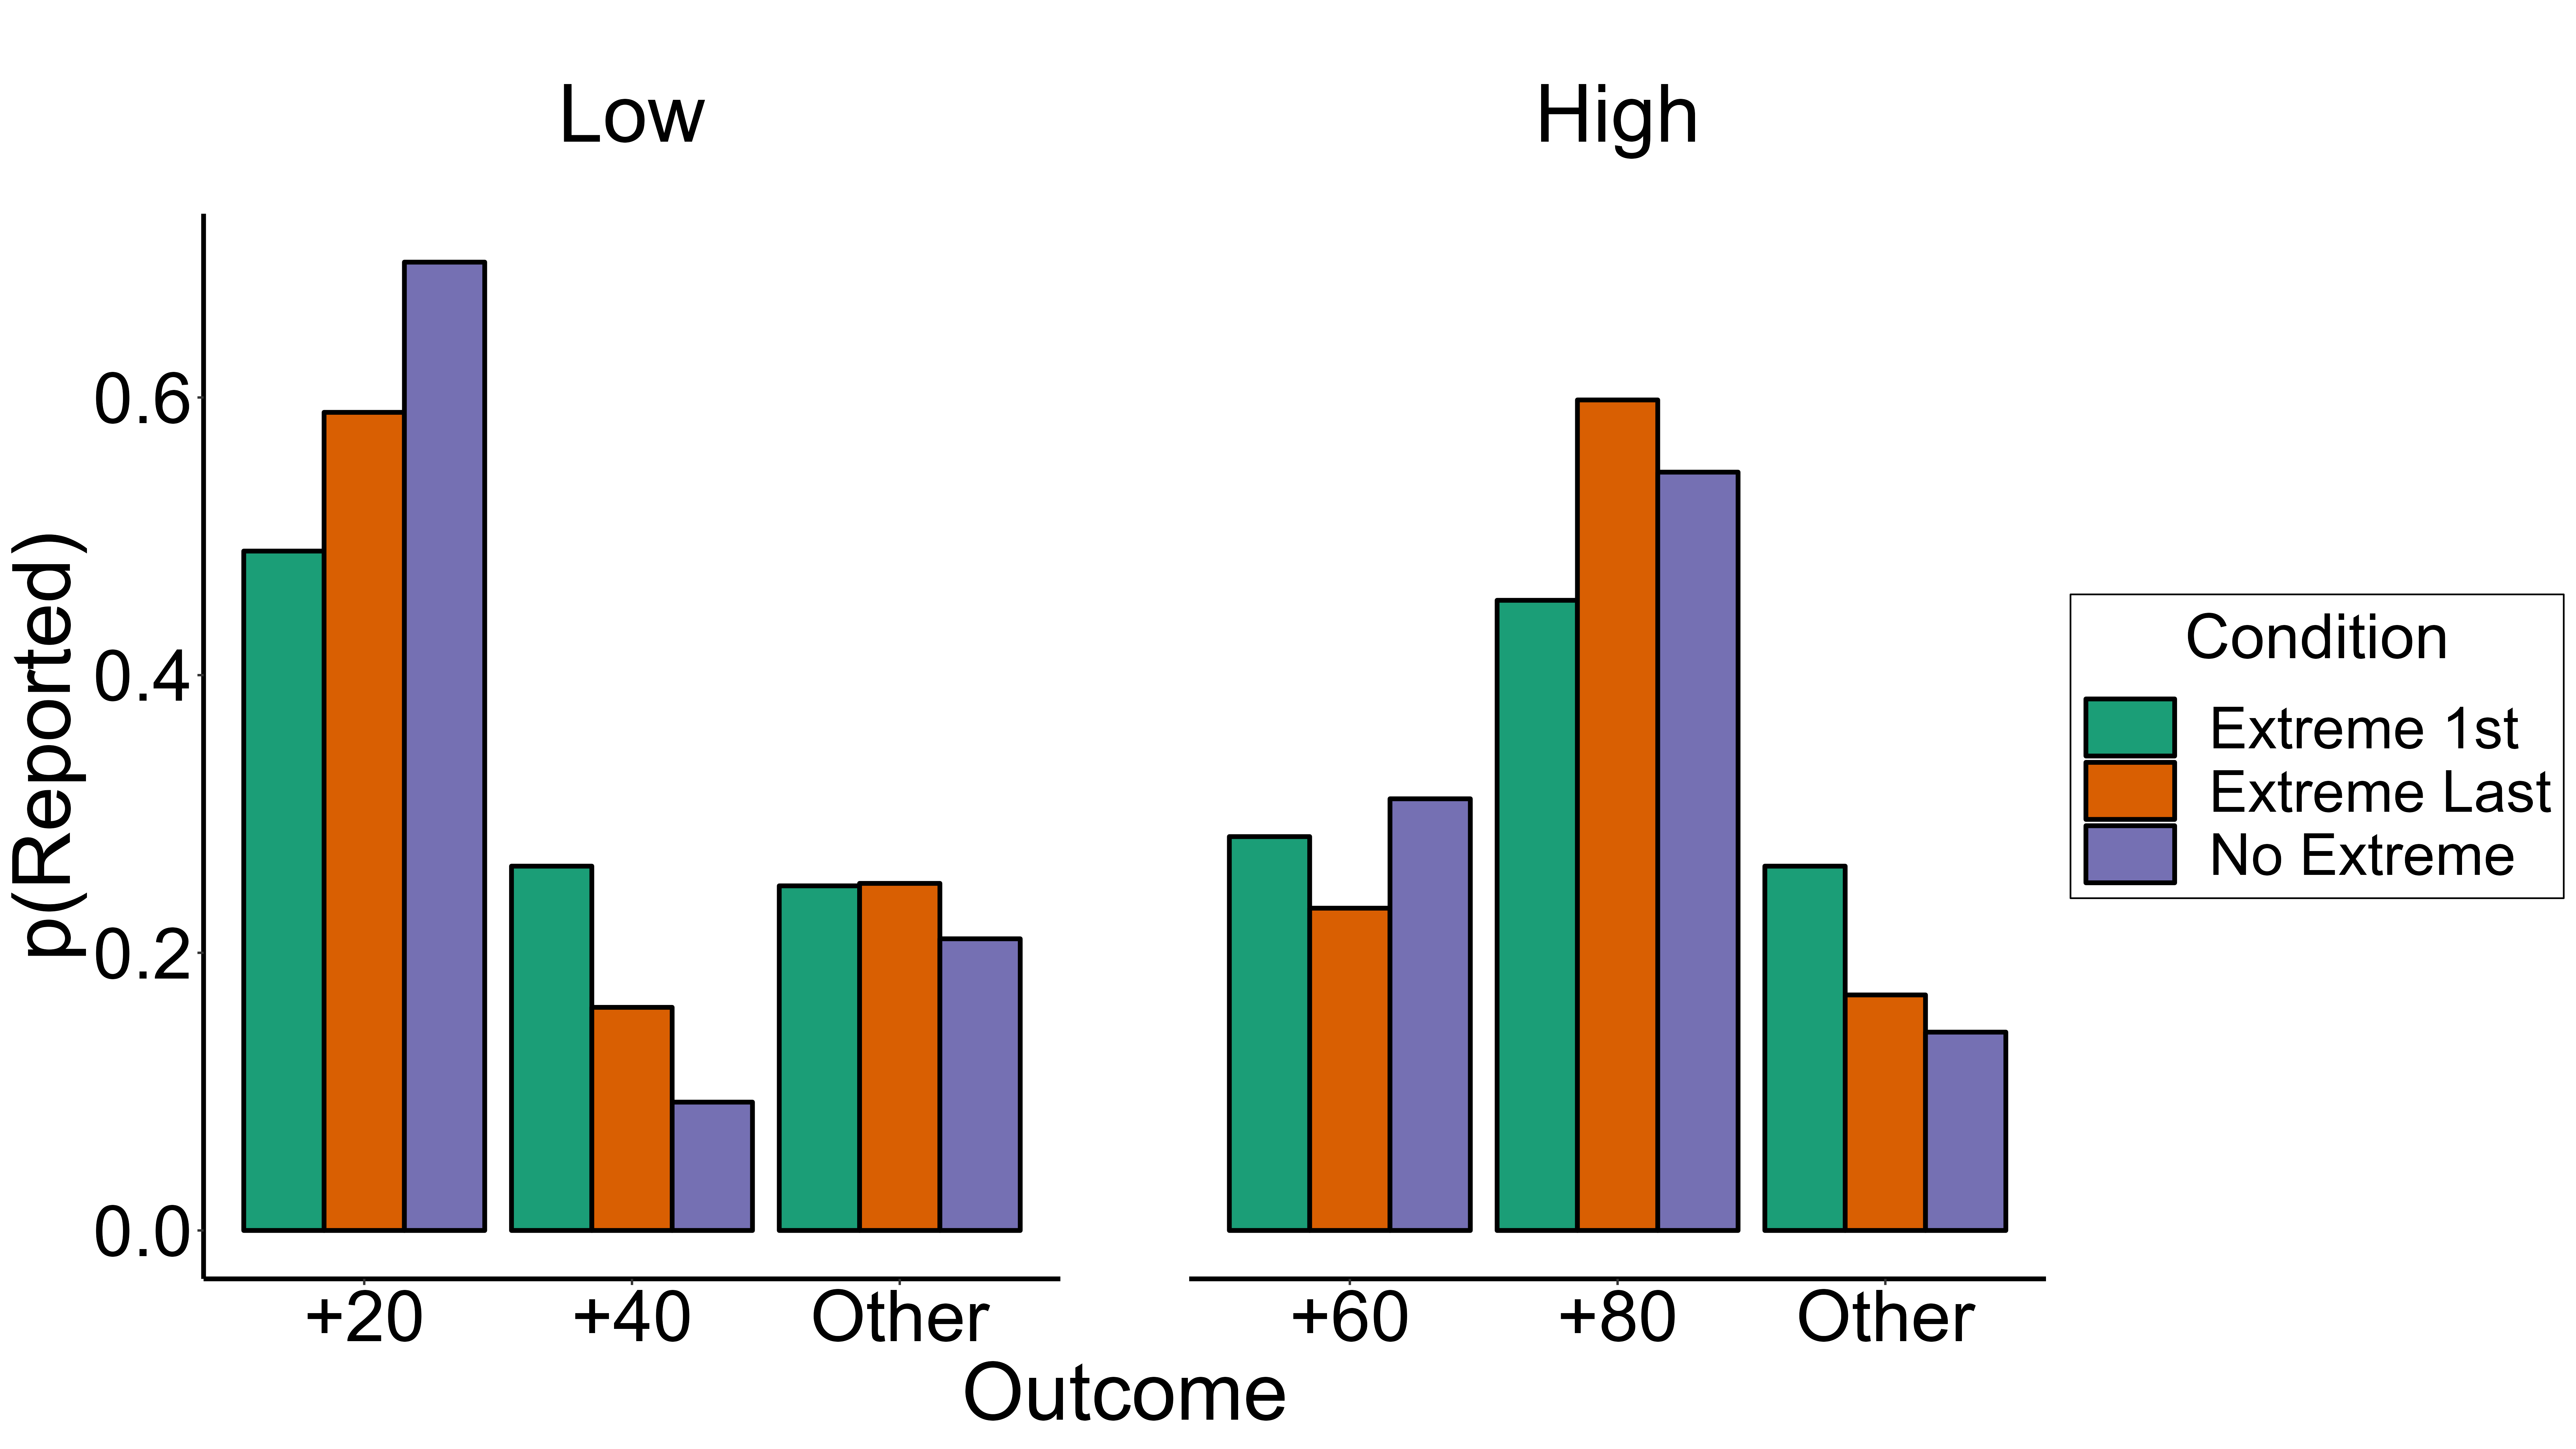 Low
High
p(Reported)
0.6
0.4
0.2
0.0
+20
+40
Other
+60
+80
Other
Outcome
Condition
Extreme 1st
Extreme Last
No Extreme